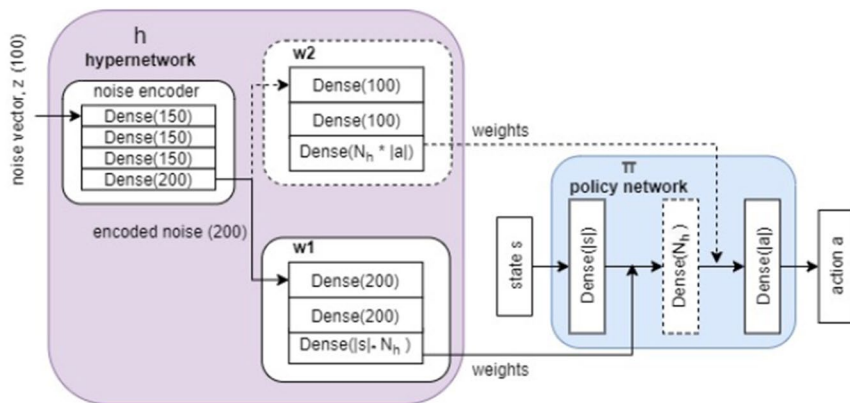 h
hypernetwork
noise vector, z (100)
noise encoder
Dense(150)
Dense(150)
Dense(150)
Dense(200)
encoded noise (200)
w2
Dense(100)
Dense(100)
Dense(N_h * |a|)
weights
w1
Dense(200)
Dense(200)
Dense(|s|* N_h )
weights
π
policy network
state s
Dense(|s|)
Dense(N_h )
Dense(|a|)
action a